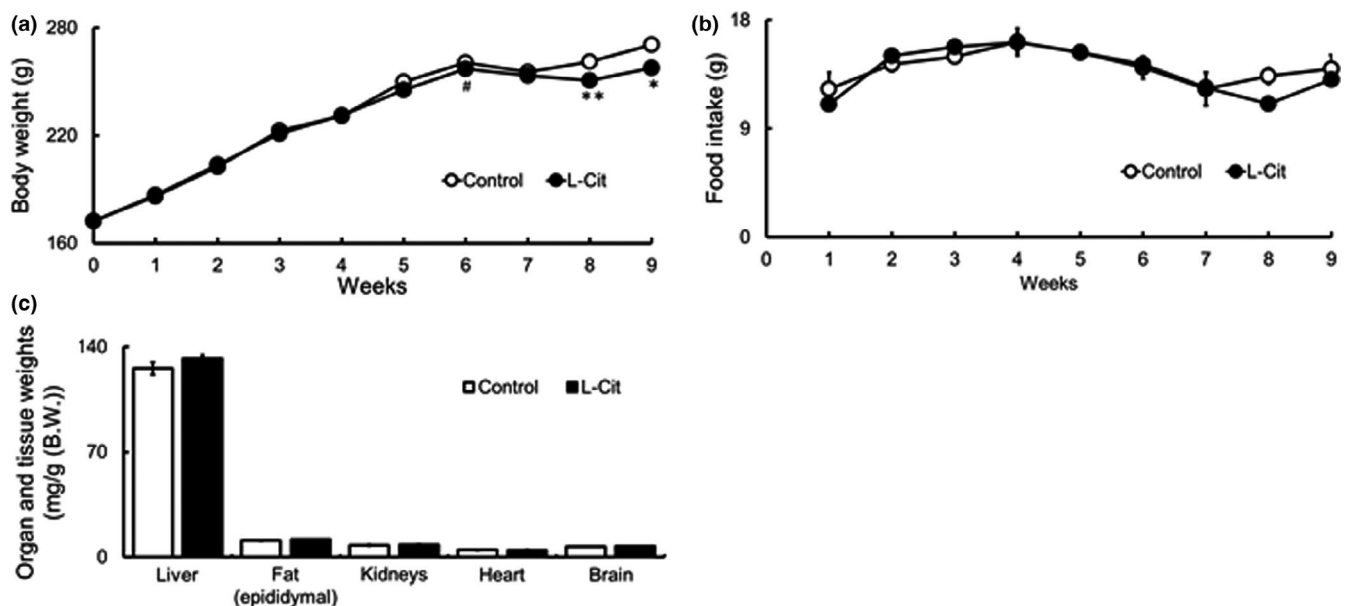 (a)
280
220
160
Body weight (g)
# ** *
Control L-Cit
0 1 2 3 4 5 6 7 8 9
Weeks
(b)
18
9
0
Food intake (g)
Control L-Cit
0 1 2 3 4 5 6 7 8 9
Weeks
(c)
140
70
0
Organ and tissue weights
(mg/g (B.W.))
Control L-Cit
Liver Fat Kidneys Heart Brain
(epididymal)